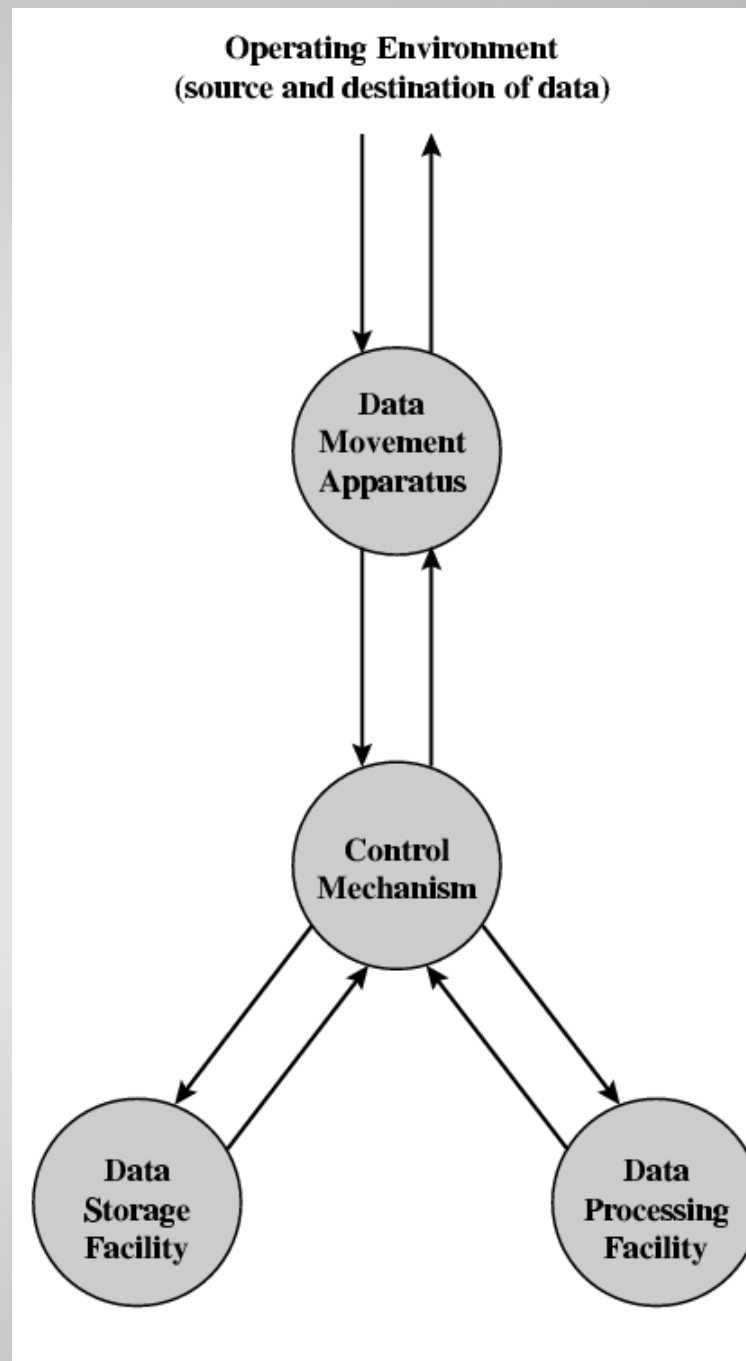 Operating Environment
(source and destination of data)
Data
Movement
Apparatus
Control
Mechanism
Data
Storage
Facility
Data
Processing
Facility